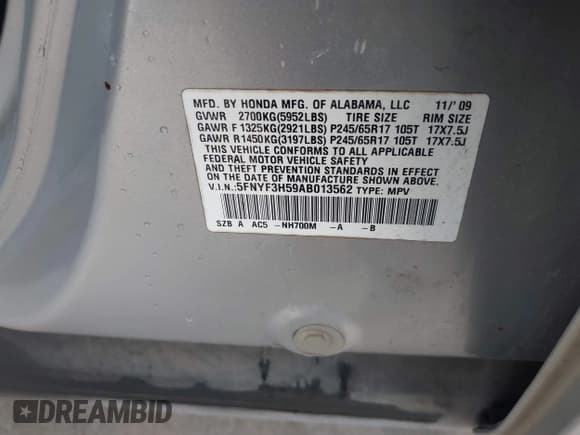 MFD. BY HONDA MFG. OF ALABAMA, LLC 11/'09
GVWR 2700KG(5952LBS) TIRE SIZE RIM SIZE
GAWR F 1325KG(2921LBS) P245/65R17 105T 17X7.5J
GAWR R1450KG(3197LBS) P245/65R17 105T 17X7.5J
THIS VEHICLE CONFORMS TO ALL APPLICABLE
FEDERAL MOTOR VEHICLE SAFETY
AND THEFT PREVENTION STANDARDS IN EFFECT
ON THE DATE OF MANUFACTURE SHOWN ABOVE.
V.I.N.:5FNYF3H59AB013562 TYPE: MPV
SZB A AC5 -NH700M -A -B
DREAMBID